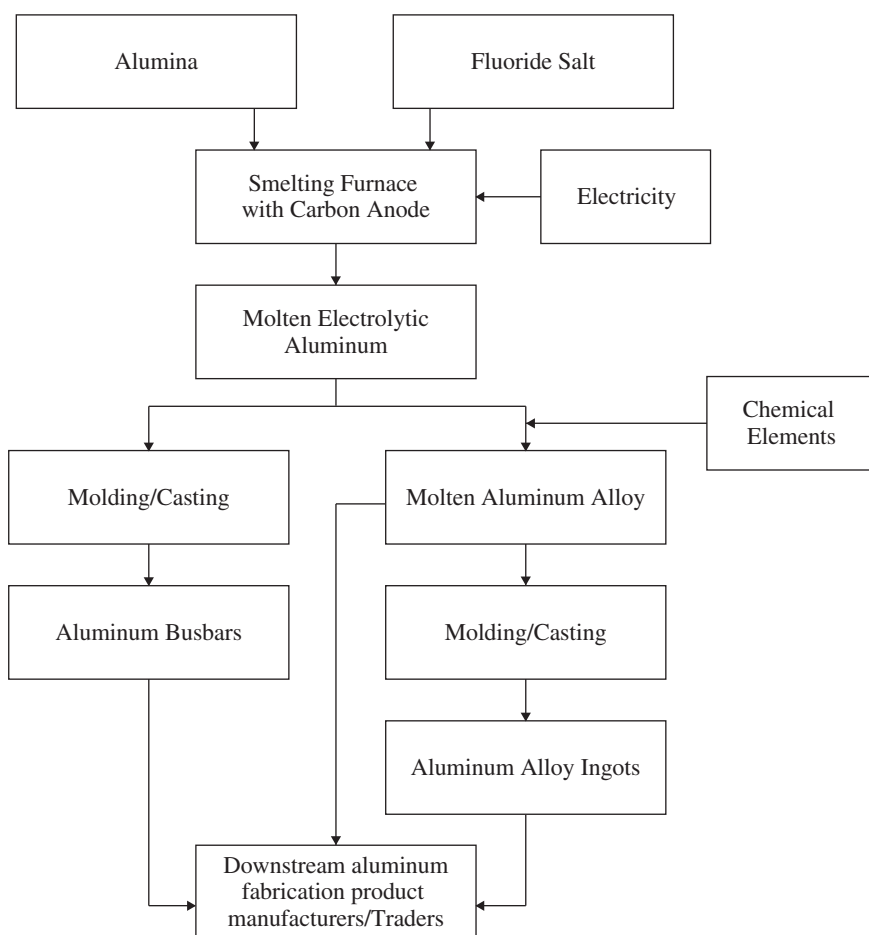 Alumina
Fluoride Salt
Smelting Furnace
with Carbon Anode
Electricity
Molten Electrolytic
Aluminum
Chemical
Elements
Molding/Casting
Molten Aluminum Alloy
Aluminum Busbars
Molding/Casting
Aluminum Alloy Ingots
Downstream aluminum
fabrication product
manufacturers/Traders